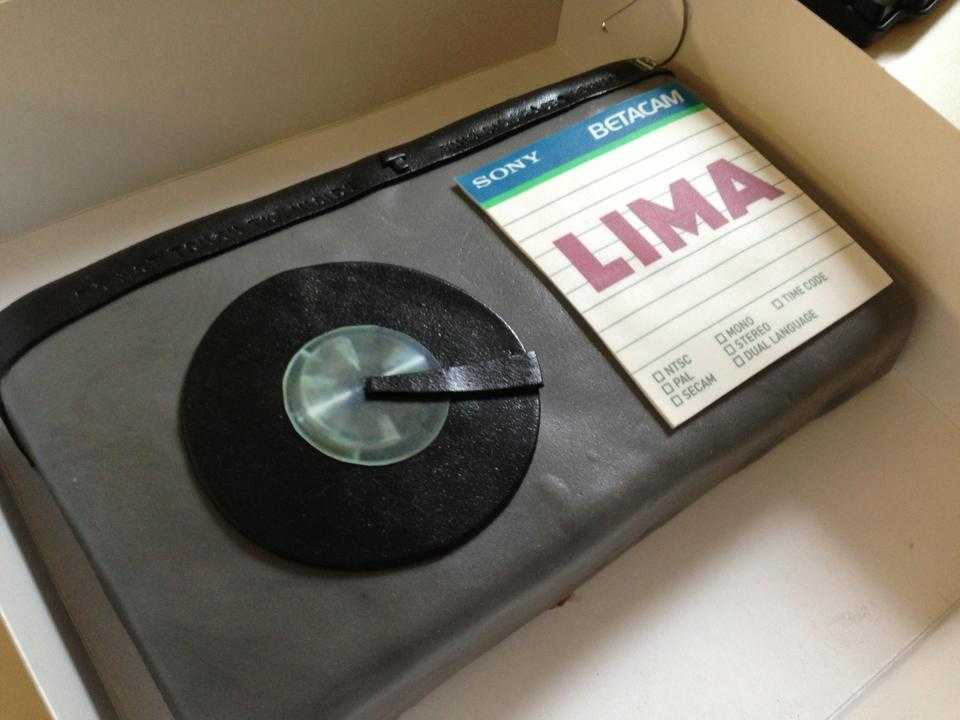 SONY BETACAM
LIMA
NTSC
PAL
SECAM
MONO
STEREO
DUAL LANGUAGE
TIME CODE